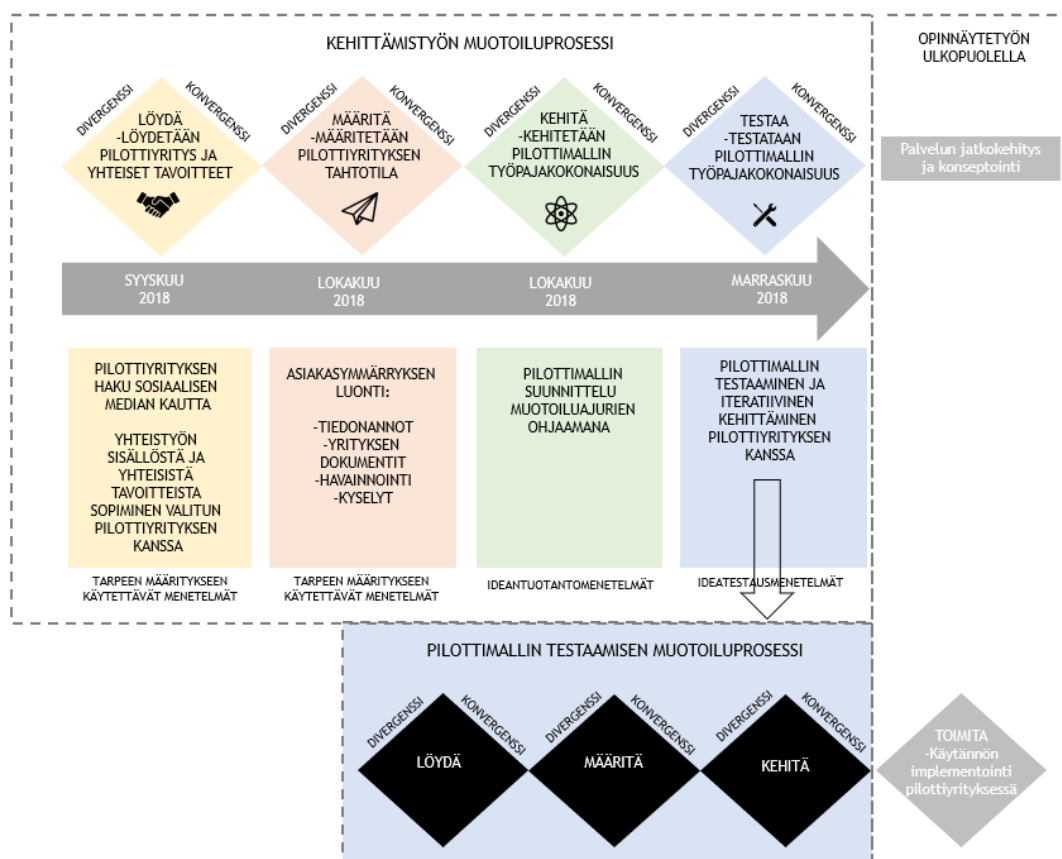 KEHITTÄMISTYÖN MUOTOILUPROSESSI
OPINNÄYTETYÖN
ULKOPUOLELLA
DIVERGENSSI
KONVERGENSSI
LÖYDÄ
-LÖYDETÄÄN
PILOTTIYRITYS JA
YHTEISET TAVOITTEET
DIVERGENSSI
KONVERGENSSI
MÄÄRITÄ
-MÄÄRITETÄÄN
PILOTTIYRITYKSEN
TAHTOTILA
DIVERGENSSI
KONVERGENSSI
KEHITÄ
-KEHITETÄÄN
PILOTTIMALLIN
TYÖPAJAKOKONAISUUS
DIVERGENSSI
KONVERGENSSI
TESTAA
-TESTATAAN
PILOTTIMALLIN
TYÖPAJAKOKONAISUUS
Palvelun jatkokehitys
ja konseptointi
SYYSKUU
2018
LOKAKUU
2018
LOKAKUU
2018
MARRASKUU
2018
PILOTTIYRITYKSEN
HAKU SOSIAALISEN
MEDIAN KAUTTA
YHTEISTYÖN
SISÄLLÖSTÄ JA
YHTEISISTÄ
TAVOITTEISTA
SOPIMINEN VALITUN
PILOTTIYRITYKSEN
KANSSA
ASIAKASYMMÄRRYKSEN
LUONTI:
-TIEDONANNOT
-YRITYKSEN
DOKUMENTIT
-HAVAINNOINTI
-KYSELYT
PILOTTIMALLIN
SUUNNITTELU
MUOTOILUAJURIEN
OHJAAMANA
PILOTTIMALLIN
TESTAAMINEN JA
ITERATIIVINEN
KEHITTÄMINEN
PILOTTIYRITYKSEN
KANSSA
TARPEEN MÄÄRITYKSEEN
KÄYTETTÄVÄT MENETELMÄT
TARPEEN MÄÄRITYKSEEN
KÄYTETTÄVÄT MENETELMÄT
IDEANTUOTANTOMENETELMÄT
IDEATESTAUSMENETELMÄT
PILOTTIMALLIN TESTAAMISEN MUOTOILUPROSESSI
DIVERGENSSI
KONVERGENSSI
LÖYDÄ
DIVERGENSSI
KONVERGENSSI
MÄÄRITÄ
DIVERGENSSI
KONVERGENSSI
KEHITÄ
TOIMITA
-Käytännön
implementointi
pilottiyrityksessä